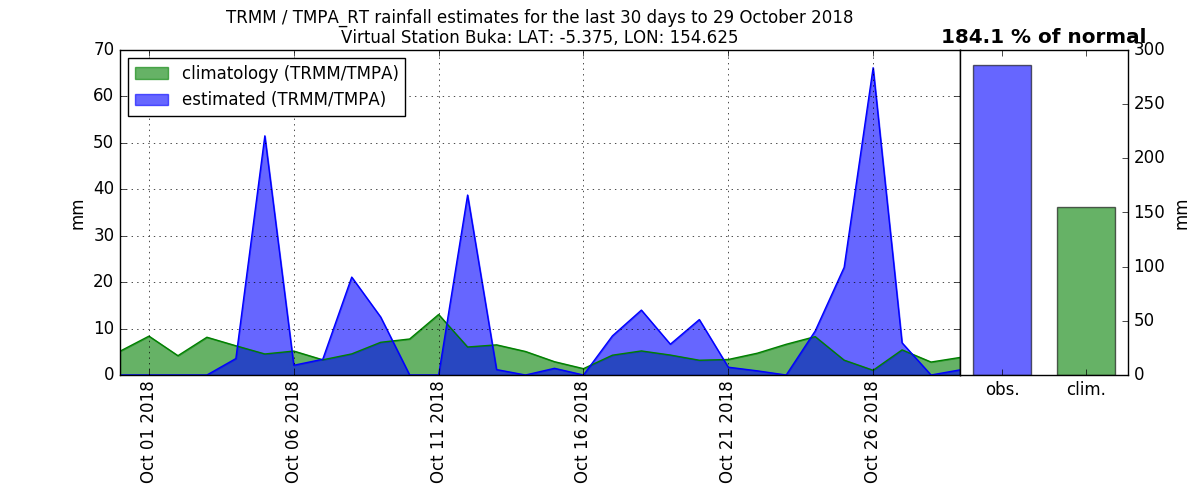 TRMM / TMPA_RT rainfall estimates for the last 30 days to 29 October 2018
Virtual Station Buka: LAT: -5.375, LON: 154.625
184.1 % of normal
climatology (TRMM/TMPA)
estimated (TRMM/TMPA)
70
60
50
40
30
20
10
0
mm
Oct 01 2018
Oct 06 2018
Oct 11 2018
Oct 16 2018
Oct 21 2018
Oct 26 2018
obs.
clim.
300
250
200
150
100
50
0
mm